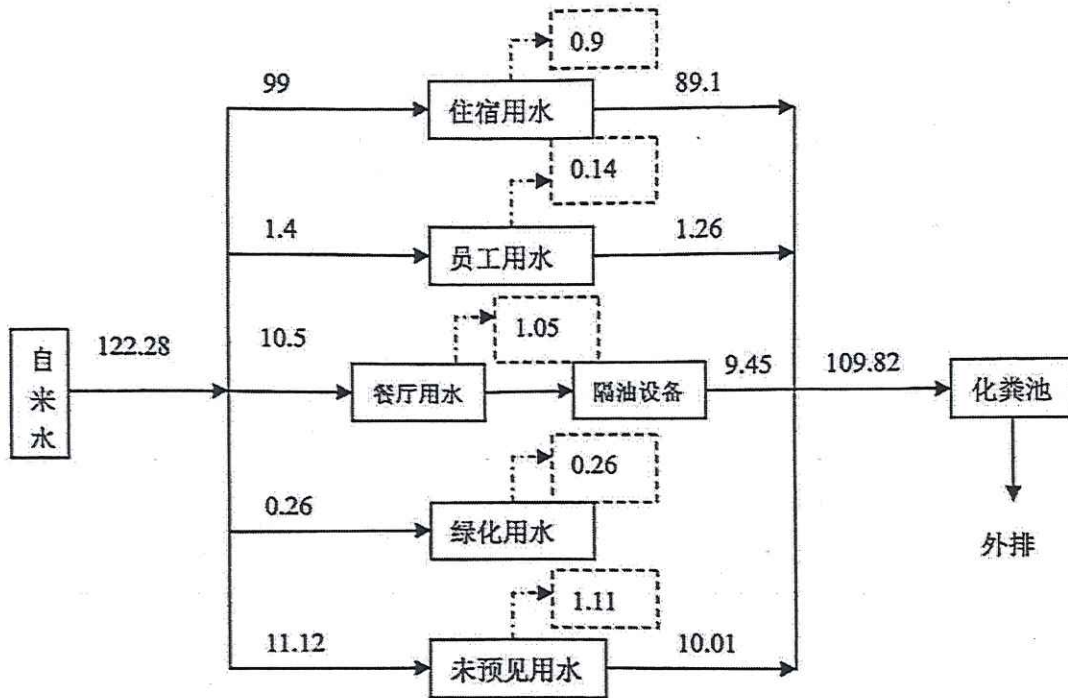 0.9
99
住宿用水
89.1
0.14
1.4
员工用水
1.26
1.05
自来水
122.28
10.5
餐厅用水
隔油设备
9.45
109.82
化粪池
0.26
0.26
绿化用水
外排
1.11
11.12
未预见用水
10.01